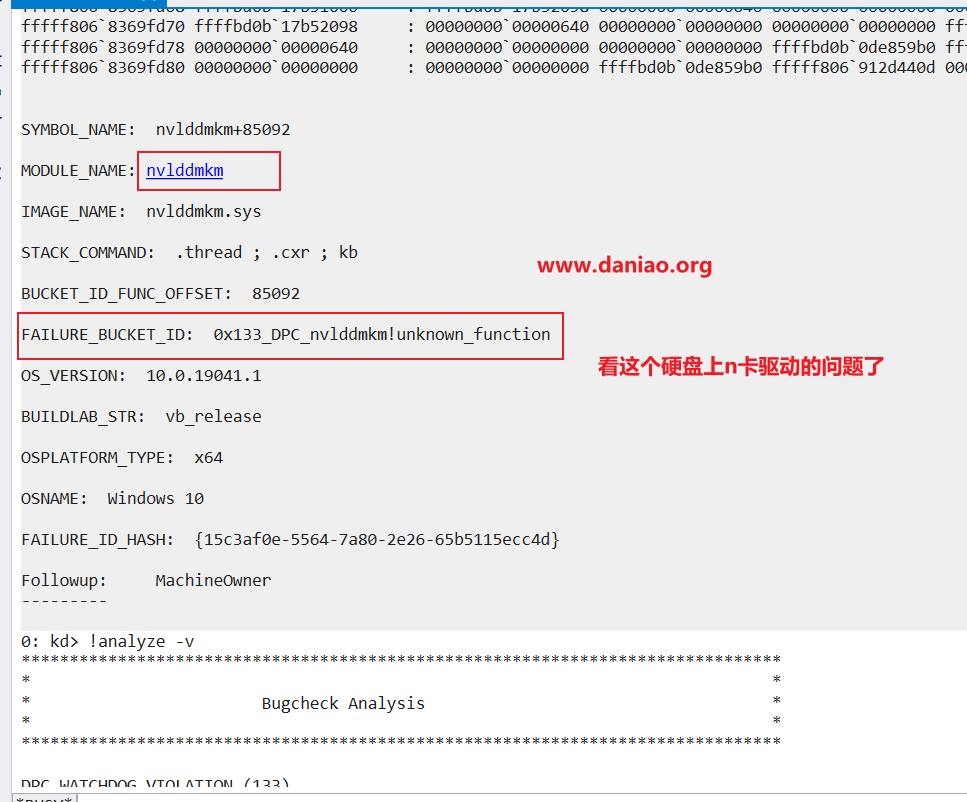 fffff806`8369fd70 ffffbd0b`17b52098     : 00000000`00000640 00000000`00000000 00000000`00000000 fff
fffff806`8369fd78 00000000`00000640     : 00000000`00000000 00000000`00000000 ffffbd0b`0de859b0 ff
fffff806`8369fd80 00000000`00000000     : 00000000`00000000 ffffbd0b`0de859b0 fffff806`912d440d 000
SYMBOL_NAME:  nvlddmkm+85092
MODULE_NAME: nvlddmkm
IMAGE_NAME:  nvlddmkm.sys
STACK_COMMAND:  .thread ; .cxr ; kb
www.daniao.org
BUCKET_ID_FUNC_OFFSET:  85092
FAILURE_BUCKET_ID:  0x133_DPC_nvlddmkm!unknown_function
看这个硬盘上n卡驱动的问题了
OS_VERSION:  10.0.19041.1
BUILDLAB_STR:  vb_release
OSPLATFORM_TYPE:  x64
OSNAME:  Windows 10
FAILURE_ID_HASH:  {15c3af0e-5564-7a80-2e26-65b5115ecc4d}
Followup:     MachineOwner
---------
0: kd> !analyze -v
*******************************************************************************
*                                                                             *
*                        Bugcheck Analysis                                    *
*                                                                             *
*******************************************************************************
DPC_WATCHDOG_VIOLATION (133)
*BUSY*